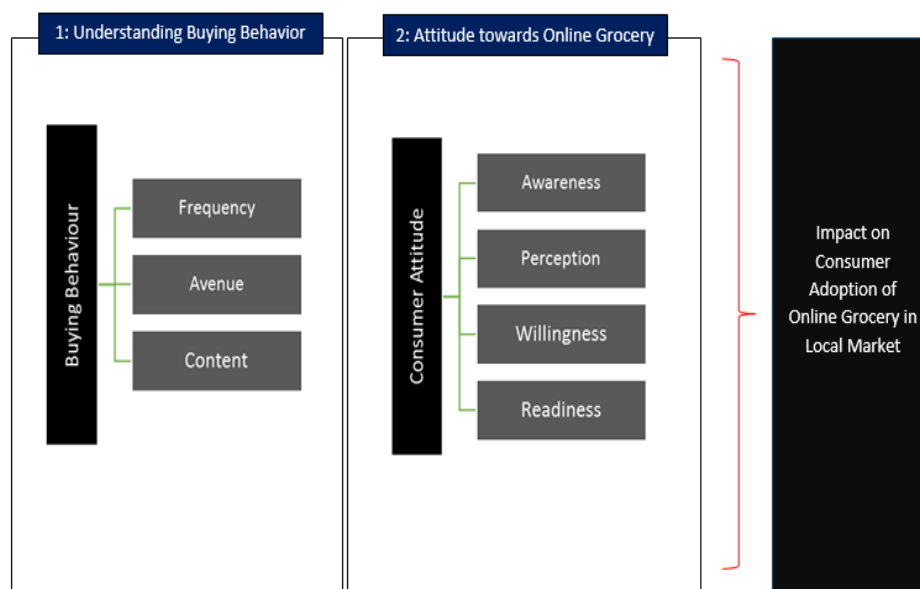 1: Understanding Buying Behavior
2: Attitude towards Online Grocery
Buying Behaviour
Frequency
Avenue
Content
Consumer Attitude
Awareness
Perception
Willingness
Readiness
Impact on
Consumer
Adoption of
Online Grocery in
Local Market